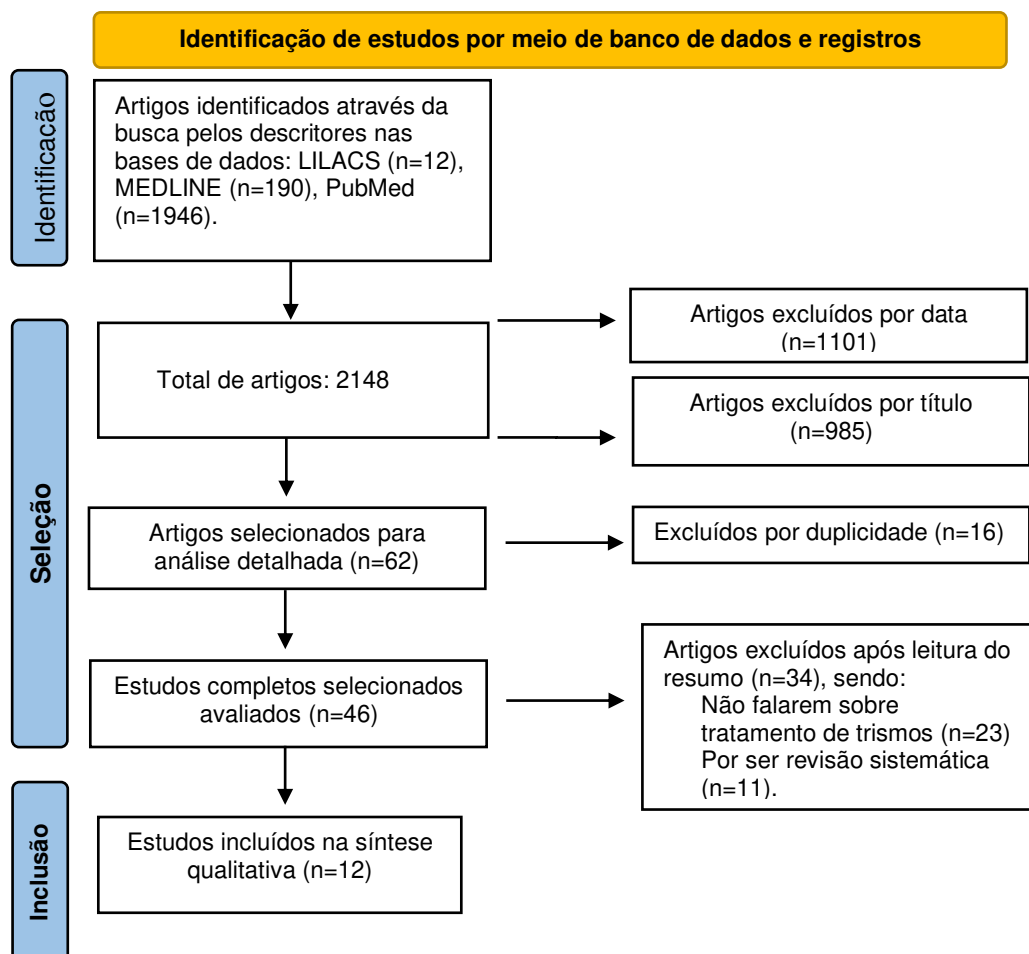 Identificação de estudos por meio de banco de dados e registros
Identificação
Artigos identificados através da
busca pelos descritores nas
bases de dados: LILACS (n=12),
MEDLINE (n=190), PubMed
(n=1946).
Seleção
Total de artigos: 2148
Artigos excluídos por data
(n=1101)
Artigos excluídos por título
(n=985)
Artigos selecionados para
análise detalhada (n=62)
Excluídos por duplicidade (n=16)
Estudos completos selecionados
avaliados (n=46)
Artigos excluídos após leitura do
resumo (n=34), sendo:
Não falarem sobre
tratamento de trismos (n=23)
Por ser revisão sistemática
(n=11).
Inclusão
Estudos incluídos na síntese
qualitativa (n=12)